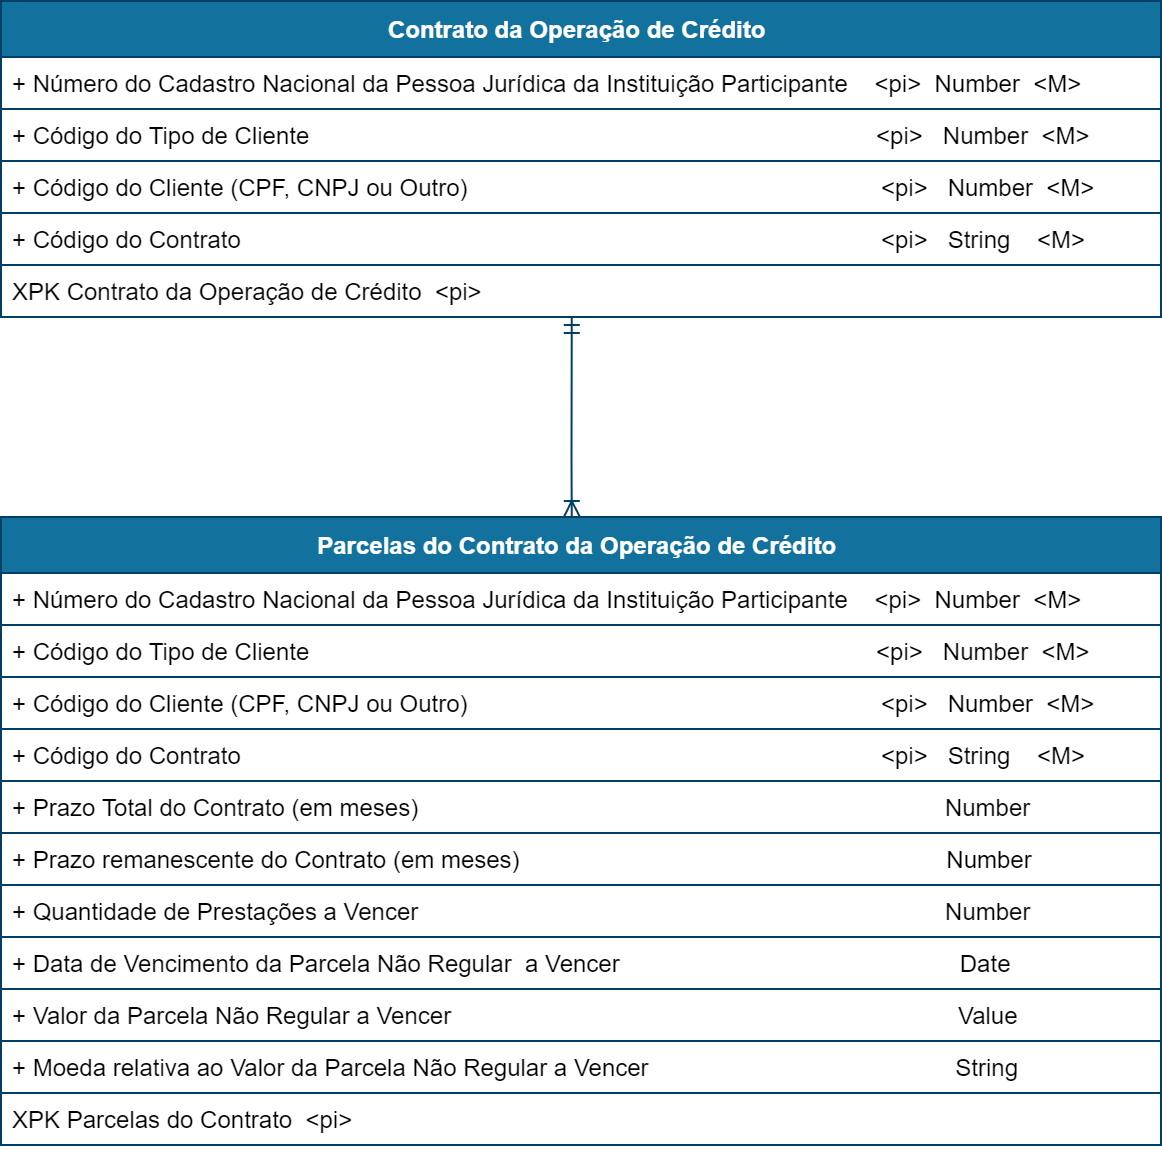 Contrato da Operação de Crédito
+ Número do Cadastro Nacional da Pessoa Jurídica da Instituição Participante <pi> Number <M>
+ Código do Tipo de Cliente <pi> Number <M>
+ Código do Cliente (CPF, CNPJ ou Outro) <pi> Number <M>
+ Código do Contrato <pi> String <M>
XPK Contrato da Operação de Crédito <pi>
Parcelas do Contrato da Operação de Crédito
+ Número do Cadastro Nacional da Pessoa Jurídica da Instituição Participante <pi> Number <M>
+ Código do Tipo de Cliente <pi> Number <M>
+ Código do Cliente (CPF, CNPJ ou Outro) <pi> Number <M>
+ Código do Contrato <pi> String <M>
+ Prazo Total do Contrato (em meses) Number
+ Prazo remanescente do Contrato (em meses) Number
+ Quantidade de Prestações a Vencer Number
+ Data de Vencimento da Parcela Não Regular a Vencer Date
+ Valor da Parcela Não Regular a Vencer Value
+ Moeda relativa ao Valor da Parcela Não Regular a Vencer String
XPK Parcelas do Contrato <pi>